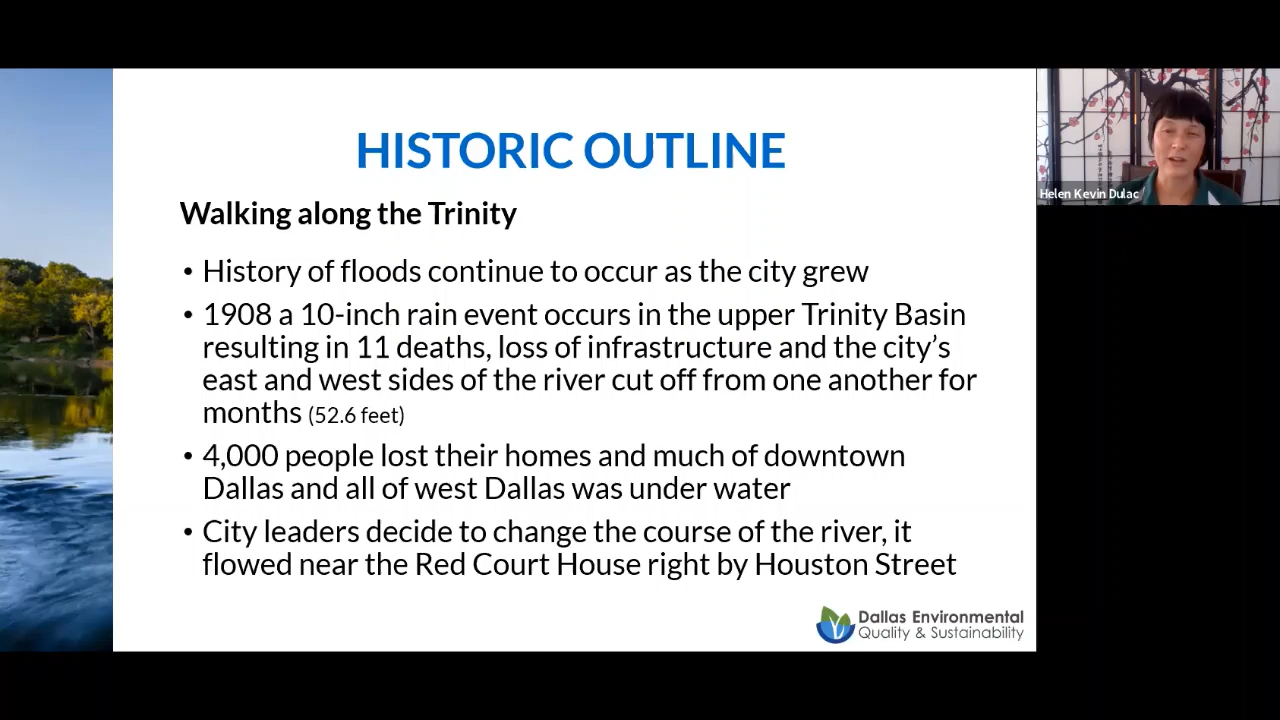 HISTORIC OUTLINE
Walking along the Trinity
• History of floods continue to occur as the city grew
• 1908 a 10-inch rain event occurs in the upper Trinity Basin
resulting in 11 deaths, loss of infrastructure and the city’s
east and west sides of the river cut off from one another for
months (52.6 feet)
• 4,000 people lost their homes and much of downtown
Dallas and all of west Dallas was under water
• City leaders decide to change the course of the river, it
flowed near the Red Court House right by Houston Street
Dallas Environmental
Quality & Sustainability
Helen Kevin Dulac